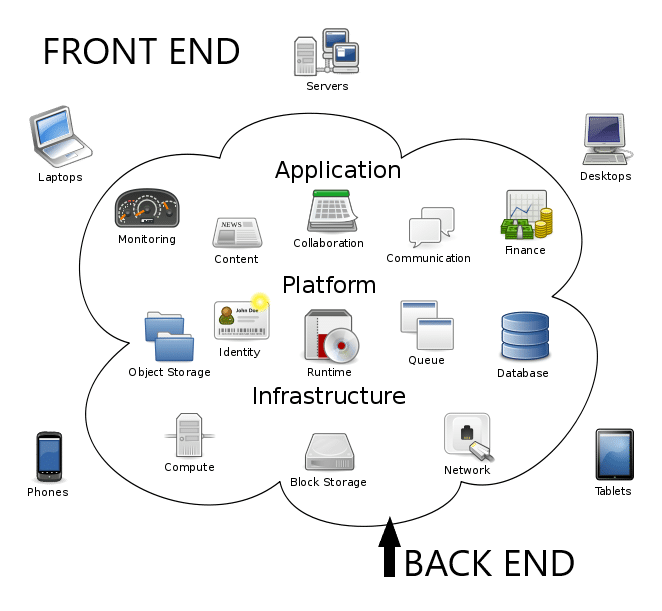 FRONT END
Servers
Laptops
Desktops
Application
Monitoring
Content
NEWS
Collaboration
Communication
Finance
Platform
Object Storage
John Doe
Identity
Runtime
Queue
Database
Infrastructure
Compute
Block Storage
Network
Phones
Tablets
BACK END